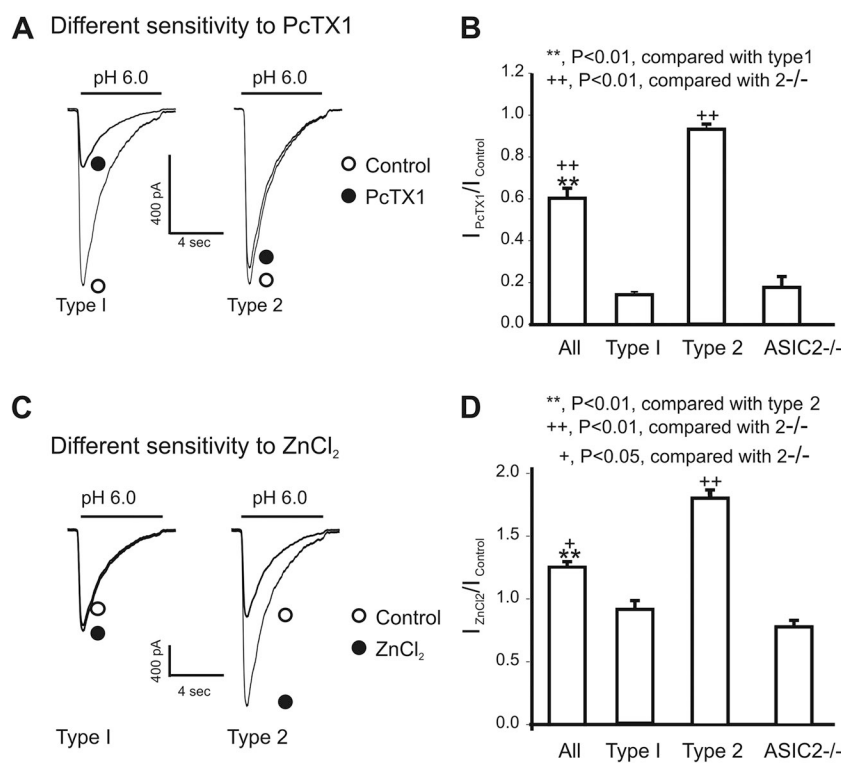 A Different sensitivity to PcTX1
pH 6.0
pH 6.0
Control
PcTX1
400 pA
4 sec
Type I
Type 2
B
**, P<0.01, compared with type1
++, P<0.01, compared with 2-/-
I PcTX1/I Control
1.2
1.0
0.8
0.6
0.4
0.2
0.0
++
**
++
All Type I Type 2 ASIC2-/-
C
Different sensitivity to ZnCl₂
pH 6.0
pH 6.0
Control
ZnCl₂
400 pA
4 sec
Type I
Type 2
D
**, P<0.01, compared with type 2
++, P<0.01, compared with 2-/-
+, P<0.05, compared with 2-/-
I ZnCl2/I Control
2.0
1.5
1.0
0.5
0.0
+
**
++
All Type I Type 2 ASIC2-/-